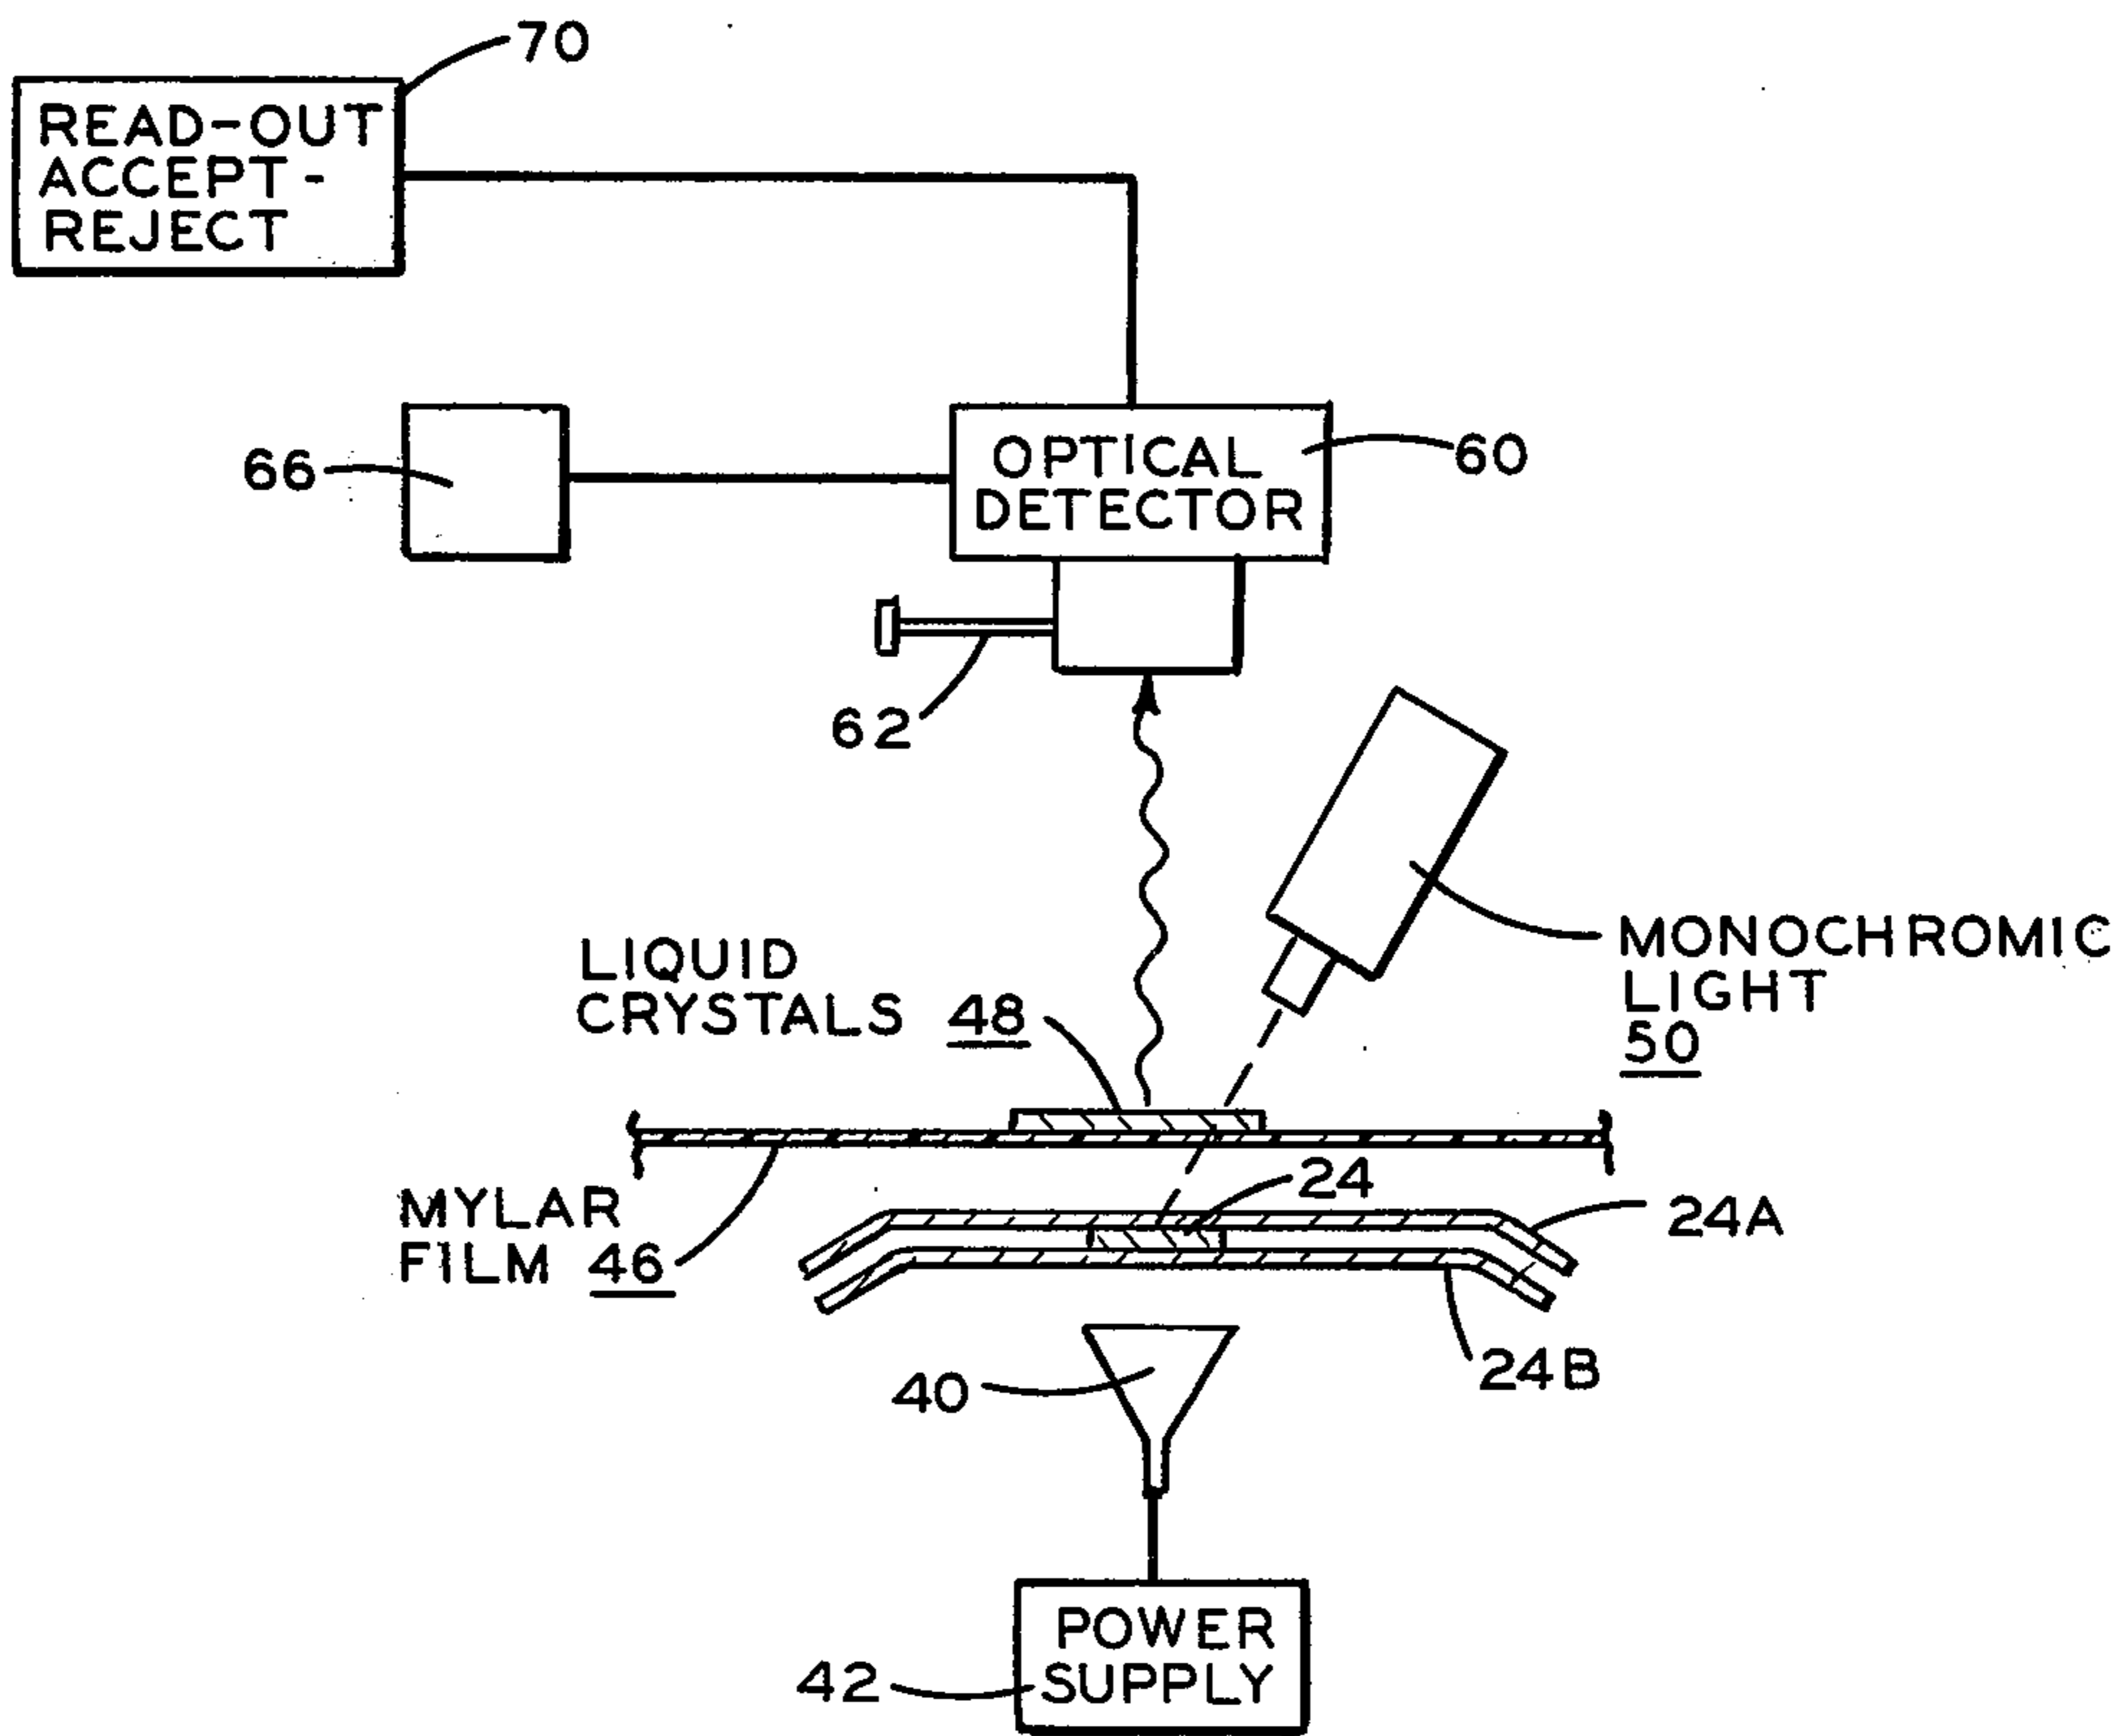 70
READ-OUT
ACCEPT-
REJECT
66
OPTICAL
DETECTOR
60
62
MONOCHROMIC
LIGHT
50
LIQUID
CRYSTALS 48
24
24A
MYLAR
FILM 46
24B
40
POWER
SUPPLY
42